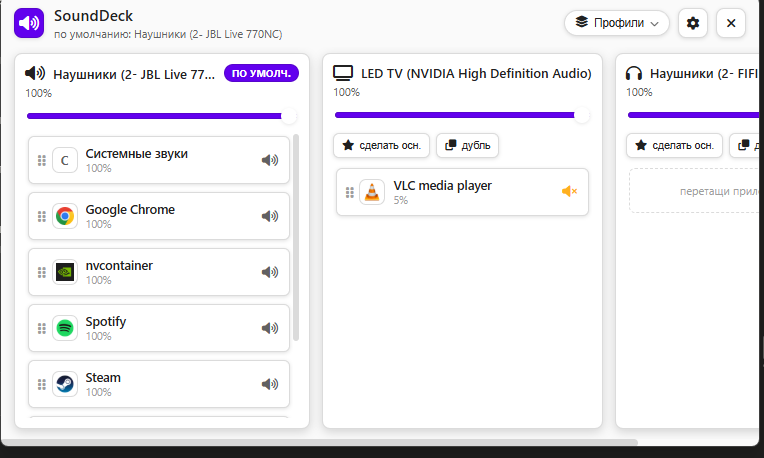 SoundDeck
по умолчанию: Наушники (2- JBL Live 770NC)
Профили
Наушники (2- JBL Live 77...
ПО УМОЛЧ.
100%
Системные звуки
100%
Google Chrome
100%
nvcontainer
100%
Spotify
100%
Steam
100%
LED TV (NVIDIA High Definition Audio)
100%
сделать осн.
дубль
VLC media player
5%
Наушники (2- FIFI
100%
сделать осн.
перетащи прил